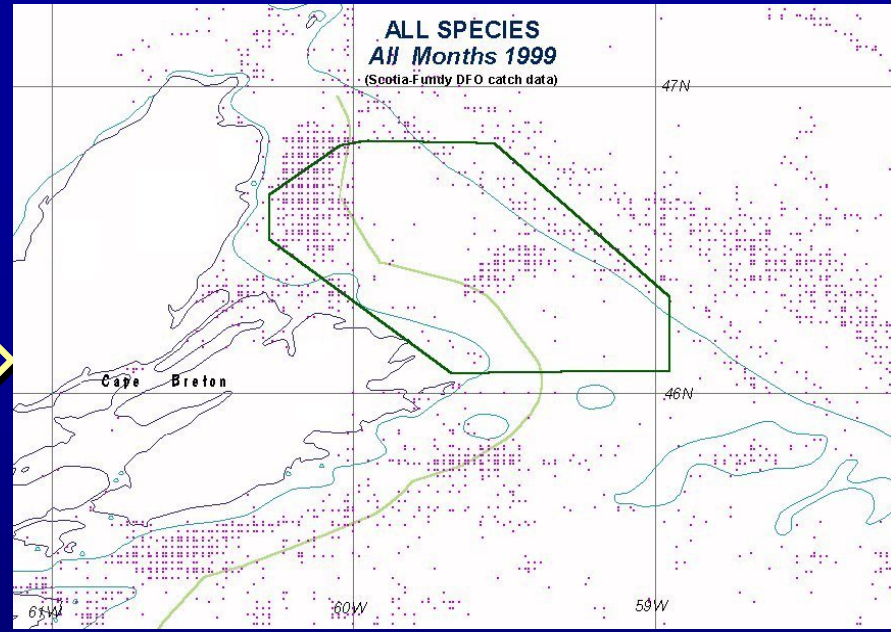 ALL SPECIES
All Months 1999
(Scotia-Fundy DFO catch data)
47N
Cape Breton
46N
61W
60W
59W